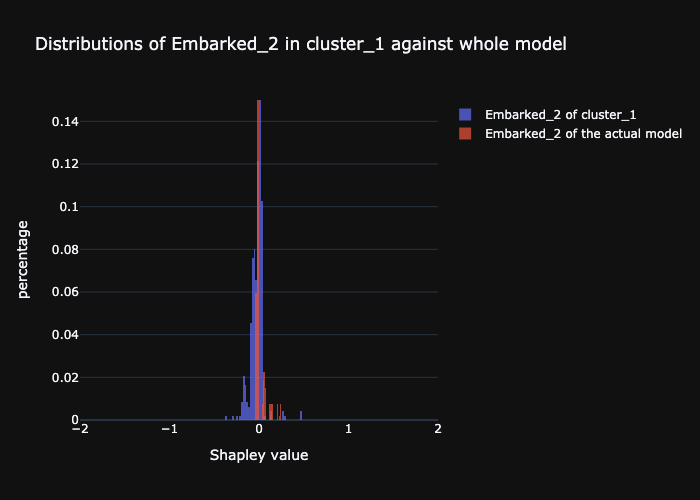 Distributions of Embarked_2 in cluster_1 against whole model
Embarked_2 of cluster_1
Embarked_2 of the actual model
0.14
0.12
0.1
0.08
0.06
0.04
0.02
0
percentage
−2
−1
0
1
2
Shapley value